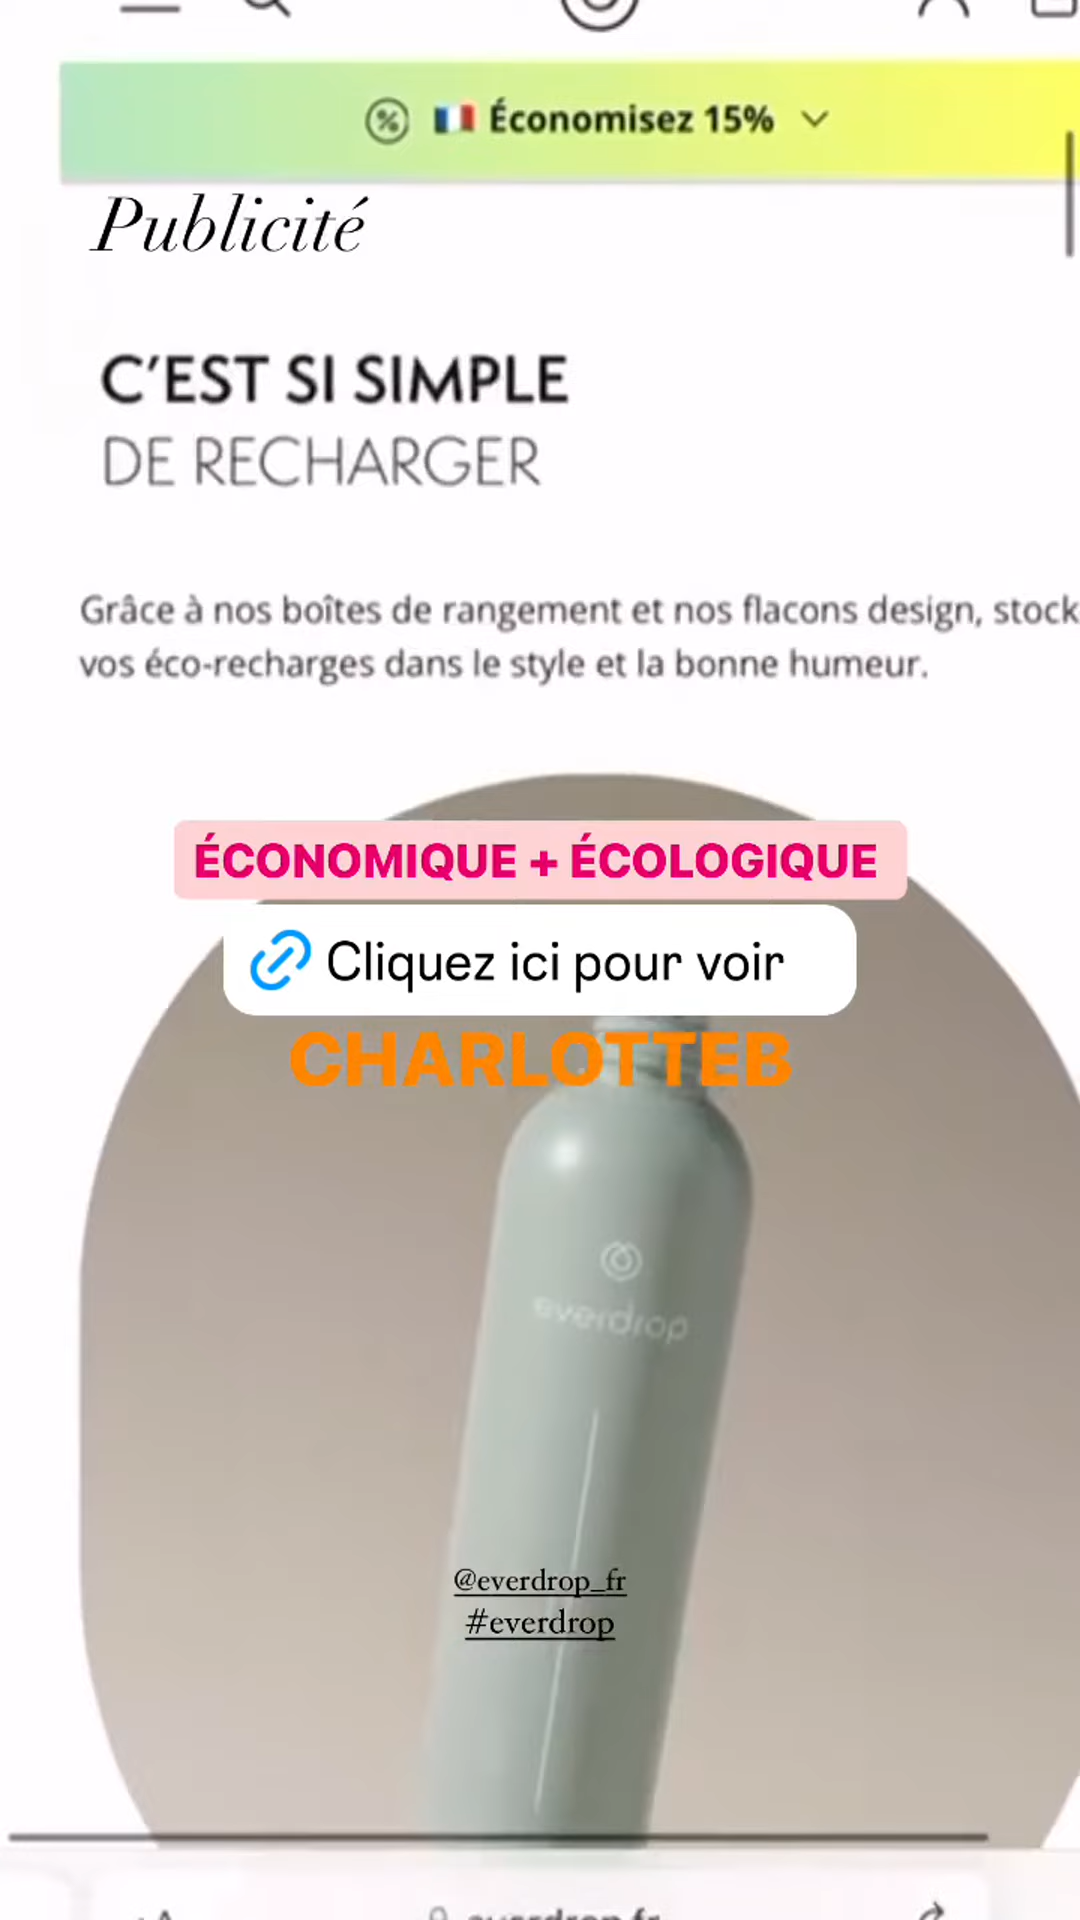 Économisez 15%
Publicité
C'EST SI SIMPLE
DE RECHARGER
Grâce à nos boîtes de rangement et nos flacons design, stock
vos éco-recharges dans le style et la bonne humeur.
ÉCONOMIQUE + ÉCOLOGIQUE
Cliquez ici pour voir
CHARLOTTEB
everdrop
@everdrop_fr
#everdrop
everdrop.fr